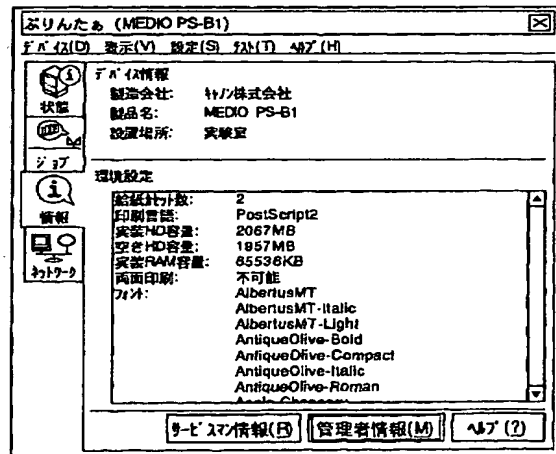 ぷりんたぁ (MEDIO PS-B1)
ﾃﾞﾊﾞｲｽ(D) 表示(V) 設定(S) ﾃｽﾄ(T) ﾍﾙﾌﾟ(H)
状態
ジョブ
情報
ﾈｯﾄﾜｰｸ
ﾃﾞﾊﾞｲｽ情報
製造会社: ｷｬﾉﾝ株式会社
製品名: MEDIO PS-B1
設置場所: 実験室
環境設定
給紙ｶｾｯﾄ数: 2
印刷言語: PostScript2
実装HD容量: 2067MB
空きHD容量: 1957MB
実装RAM容量: 65536KB
両面印刷: 不可能
ﾌｫﾝﾄ: AlbertusMT
AlbertusMT-Italic
AlbertusMT-Light
AntiqueOlive-Bold
AntiqueOlive-Compact
AntiqueOlive-Italic
AntiqueOlive-Roman
ｻｰﾋﾞｽﾏﾝ情報(R) 管理者情報(M) ﾍﾙﾌﾟ(?)